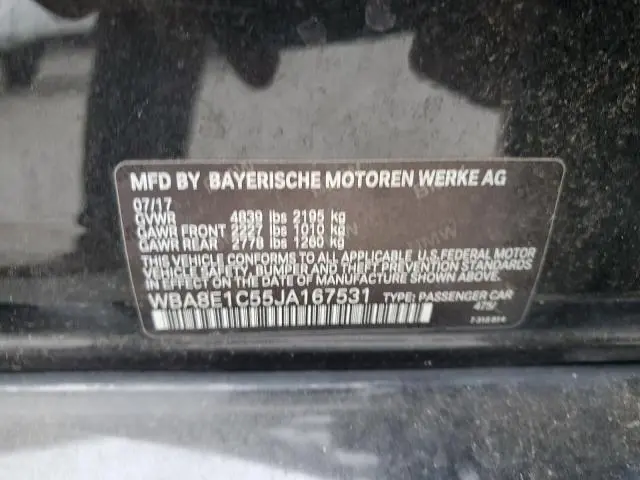 MFD BY BAYERISCHE MOTOREN WERKE AG
07/17
GVWR 4839 lbs 2195 kg
GAWR FRONT 2227 lbs 1010 kg
GAWR REAR 2778 lbs 1260 kg
THIS VEHICLE CONFORMS TO ALL APPLICABLE, U.S. FEDERAL MOTOR
VEHICLE SAFETY, BUMPER, AND THEFT PREVENTION STANDARDS
IN EFFECT ON THE DATE OF MANUFACTURE SHOWN ABOVE.
WBA8E1C55JA167531 TYPE: PASSENGER CAR
475/